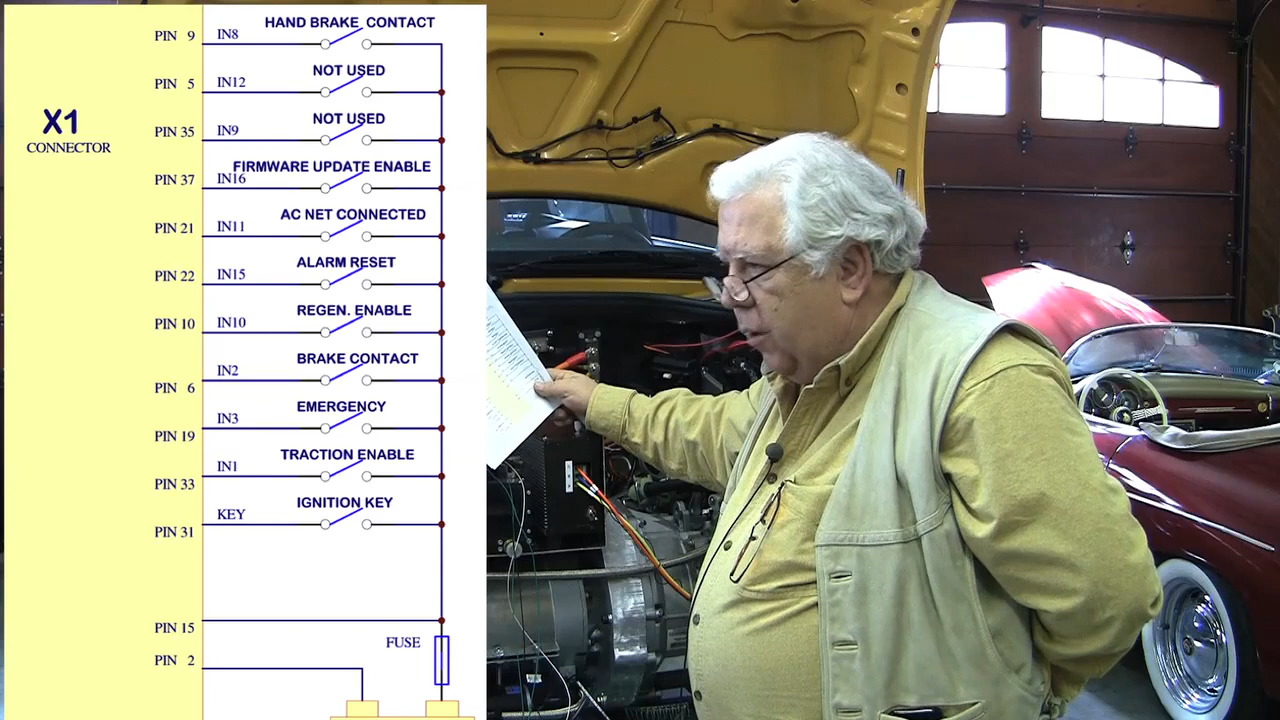 HAND BRAKE CONTACT
PIN 9 IN8
NOT USED
PIN 5 IN12
X1
CONNECTOR
NOT USED
PIN 35 IN9
FIRMWARE UPDATE ENABLE
PIN 37 IN16
AC NET CONNECTED
PIN 21 IN11
ALARM RESET
PIN 22 IN15
REGEN. ENABLE
PIN 10 IN10
BRAKE CONTACT
IN2
PIN 6
EMERGENCY
IN3
PIN 19
TRACTION ENABLE
IN1
PIN 33
IGNITION KEY
KEY
PIN 31
PIN 15
FUSE
PIN 2